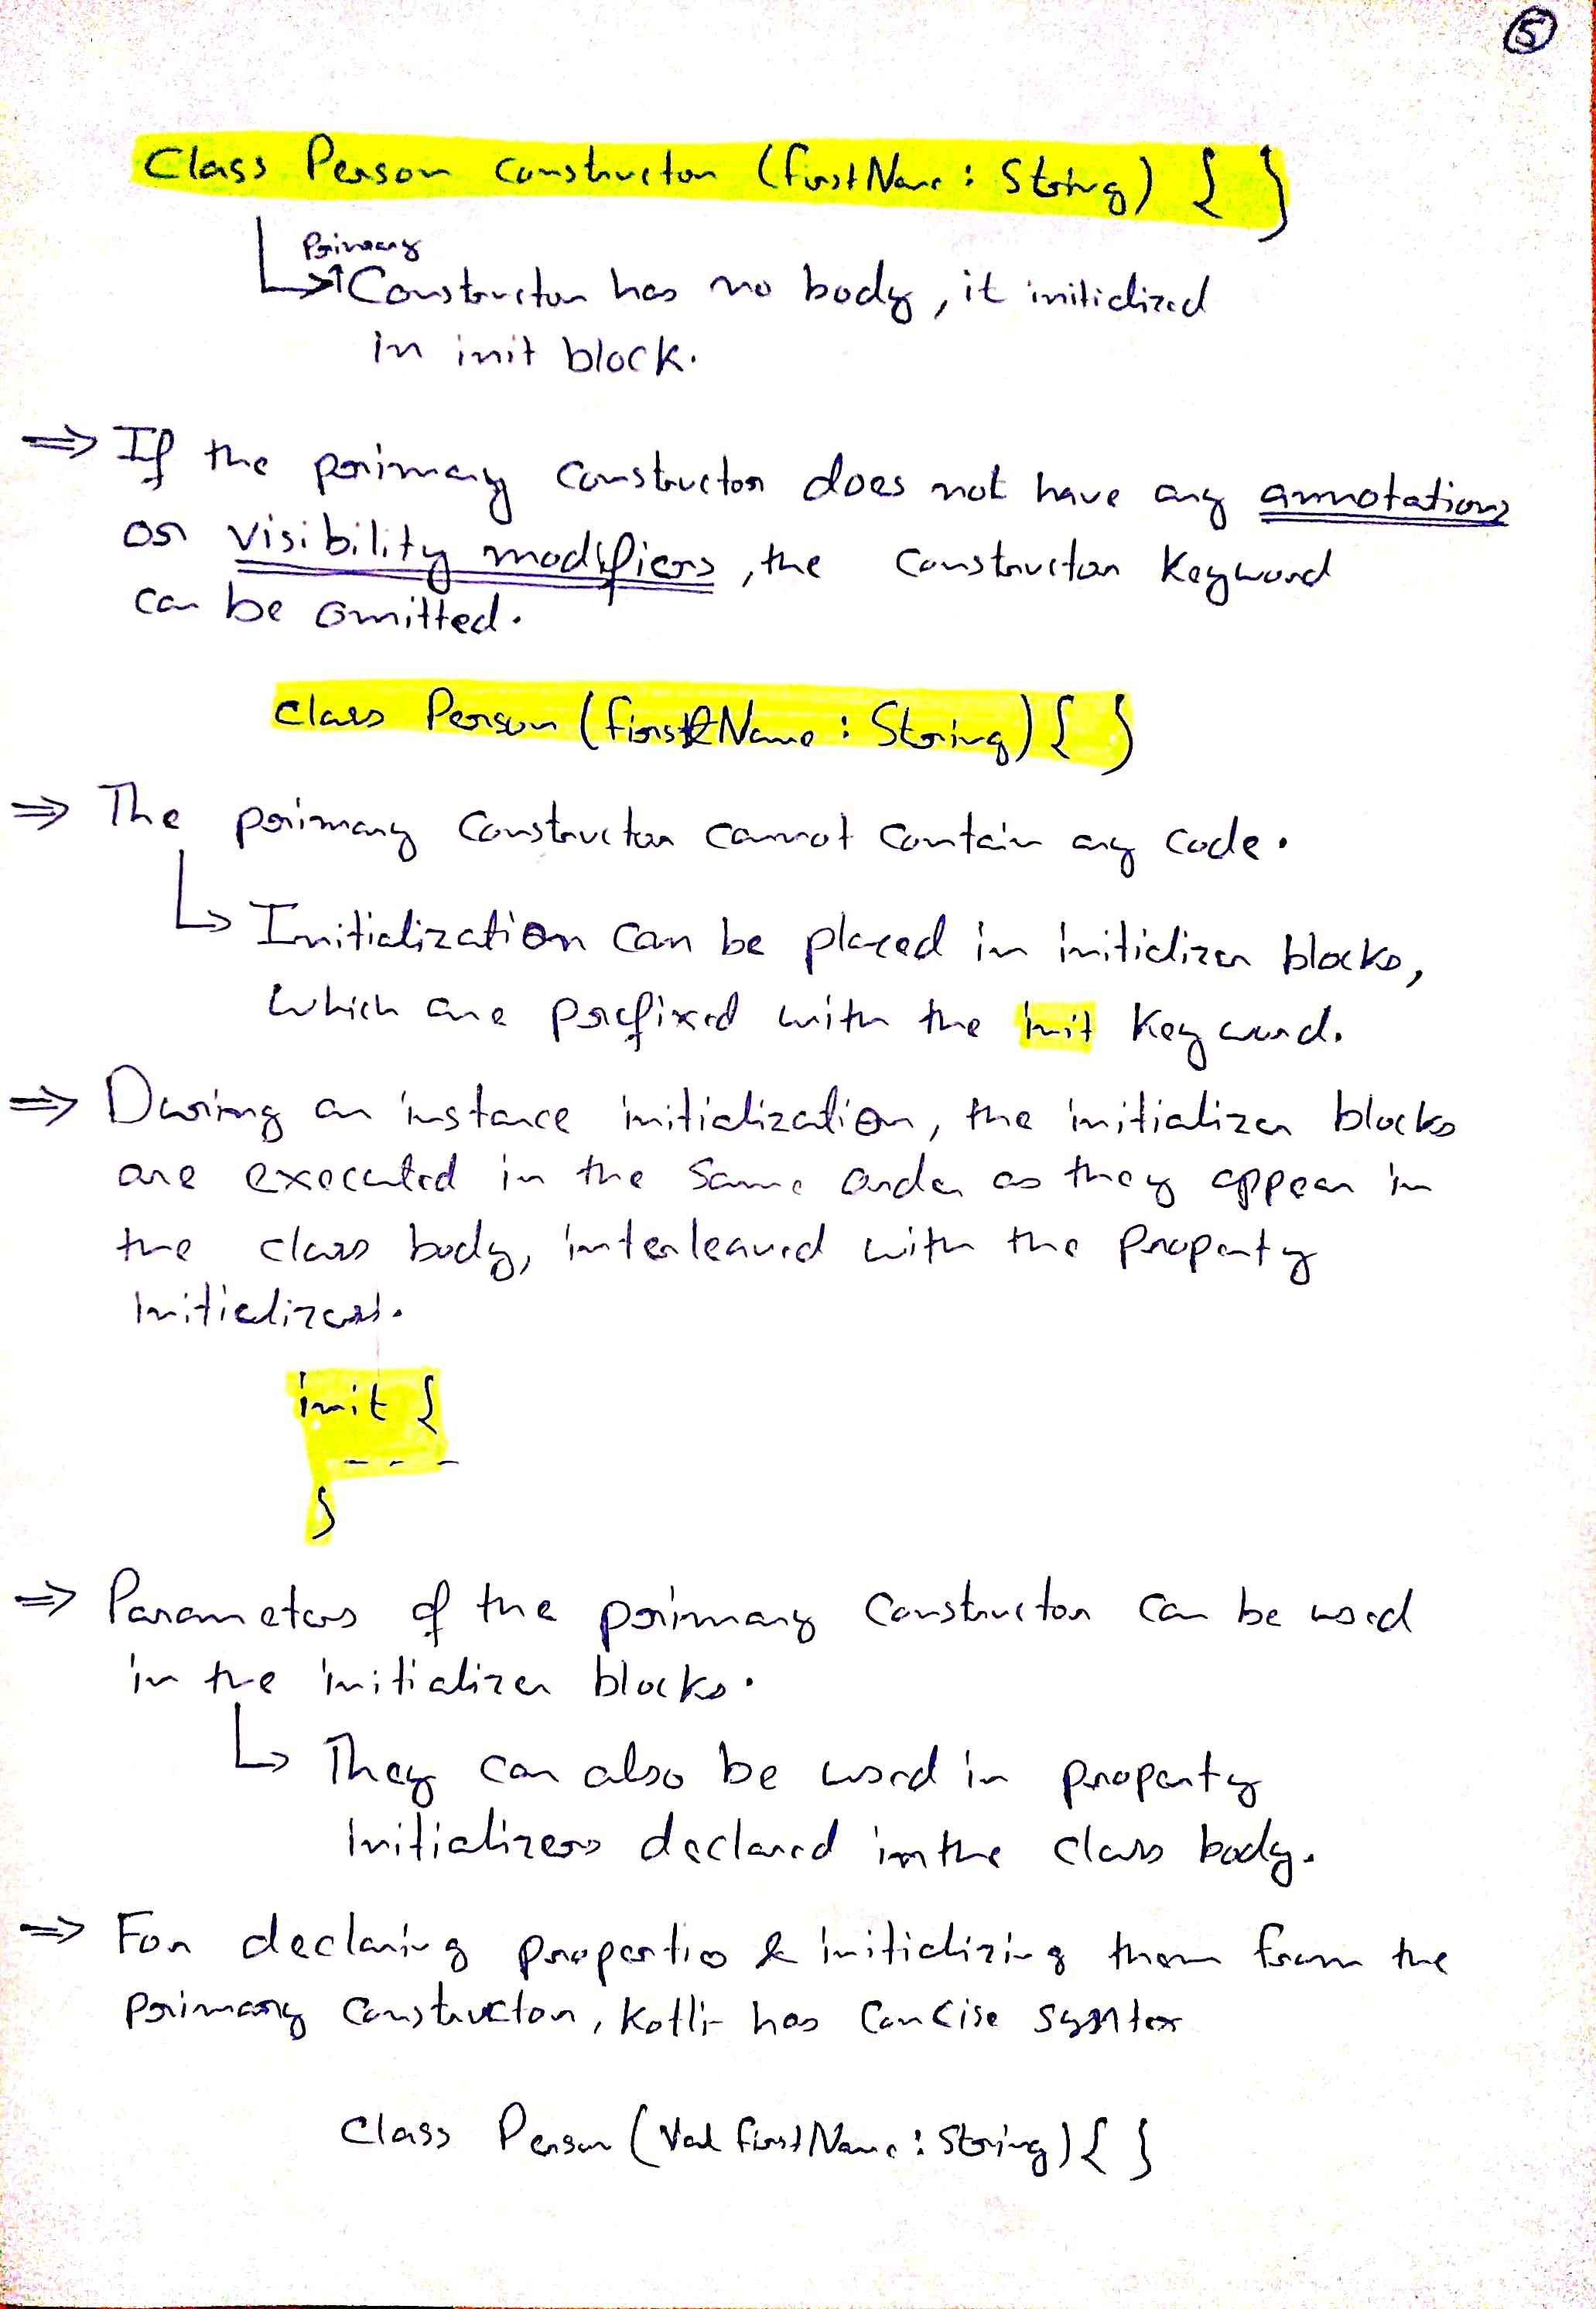 5
Class Person constructor (firstName : String) { }
Primary
Constructor has no body, it initialized
in init block.
⇒ If the primary constructor does not have any annotations
or visibility modifiers, the constructor keyword
can be omitted.
class Person (firstName : String) { }
⇒ The primary constructor cannot contain any code.
↳ Initialization can be placed in initializer blocks,
which are prefixed with the init keyword.
⇒ During an instance initialization, the initializer blocks
are executed in the same order as they appear in
the class body, interleaved with the property
initializers.
init {
- - -
}
⇒ Parameters of the primary constructor can be used
in the initializer blocks.
↳ They can also be used in property
initializers declared in the class body.
⇒ For declaring properties & initializing them from the
primary constructor, Kotlin has concise syntax
Class Person (val firstName : String) { }